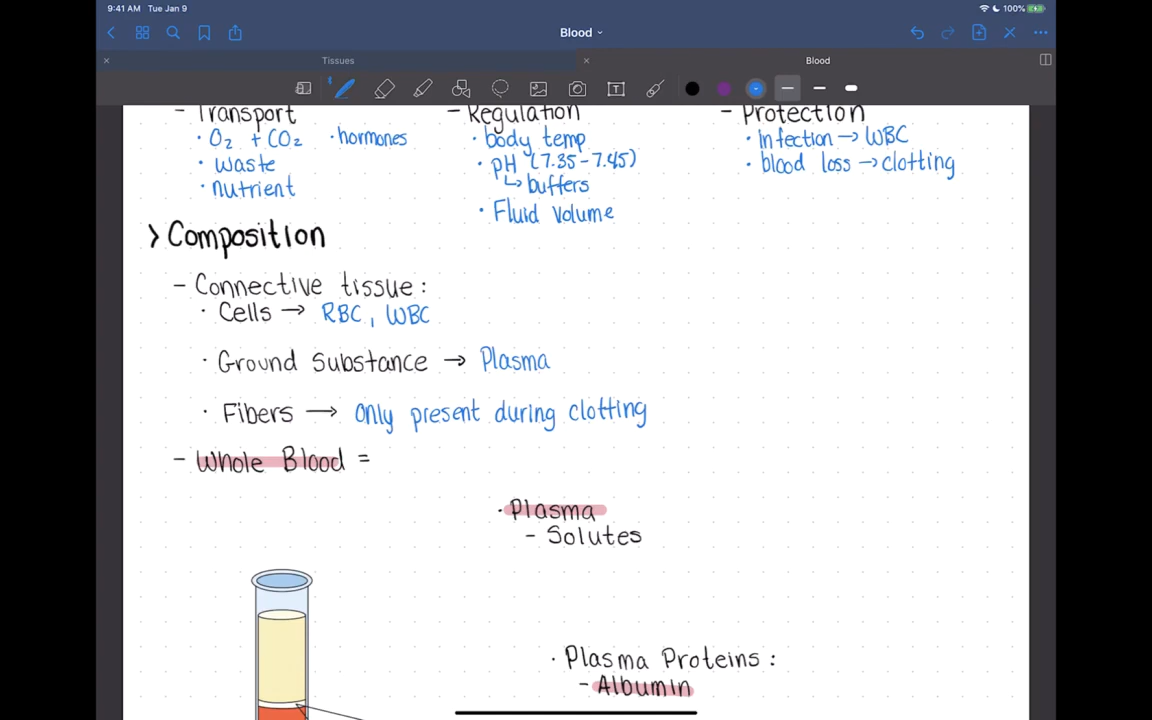 9:41 AM Tue Jan 9
100%
Blood
Tissues
Blood
- Transport
- Regulation
- Protection
· O₂ + CO₂ · hormones
· body temp
· Infection → WBC
· waste
· pH (7.35-7.45)
· blood loss → clotting
· nutrient
↳ buffers
· Fluid volume
> Composition
- Connective tissue:
· Cells → RBC, WBC
· Ground substance → Plasma
· Fibers → only present during clotting
- Whole Blood =
· Plasma
- Solutes
· Plasma Proteins:
- Albumin